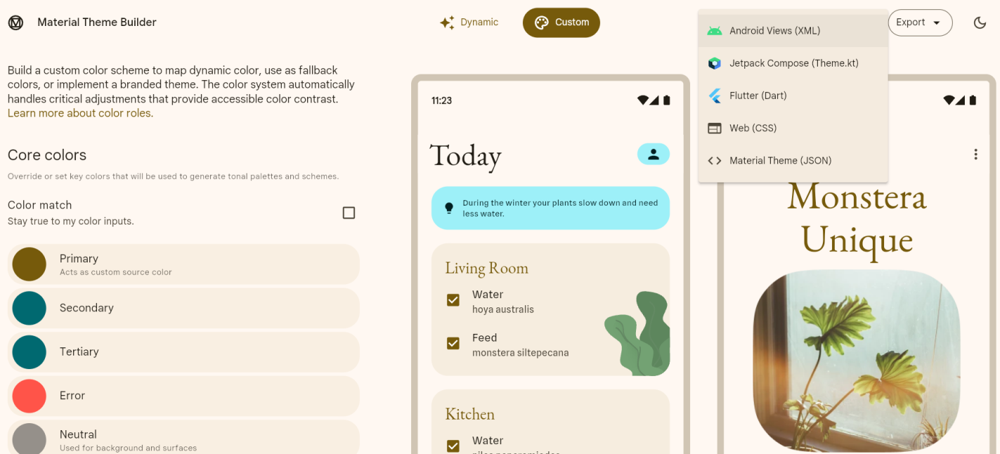 Material Theme Builder
Dynamic
Custom
Export
Android Views (XML)
Jetpack Compose (Theme.kt)
Flutter (Dart)
Web (CSS)
Material Theme (JSON)
Build a custom color scheme to map dynamic color, use as fallback
colors, or implement a branded theme. The color system automatically
handles critical adjustments that provide accessible color contrast.
Learn more about color roles.
Core colors
Override or set key colors that will be used to generate tonal palettes and schemes.
Color match
Stay true to my color inputs.
Primary
Acts as custom source color
Secondary
Tertiary
Error
Neutral
Used for background and surfaces
11:23
Today
During the winter your plants slow down and need
less water.
Living Room
Water
hoya australis
Feed
monstera siltepecana
Kitchen
Water
Monstera
Unique